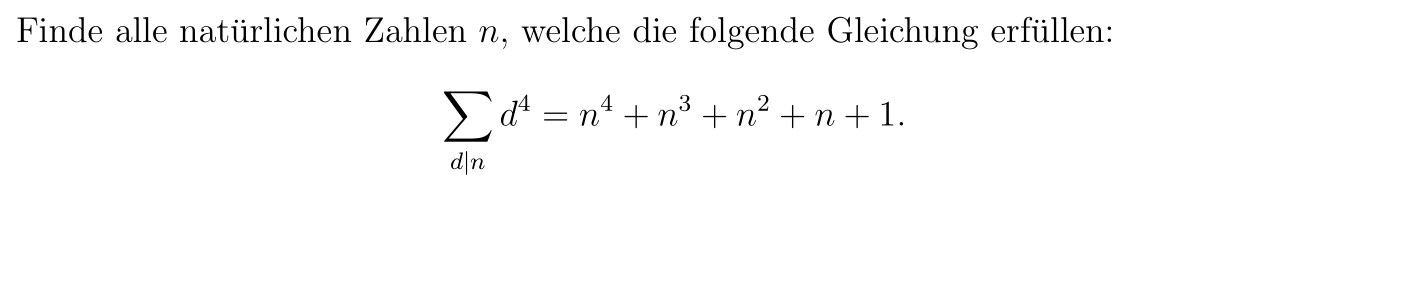 Finde alle natürlichen Zahlen n, welche die folgende Gleichung erfüllen:
∑_{d|n} d⁴ = n⁴ + n³ + n² + n + 1.